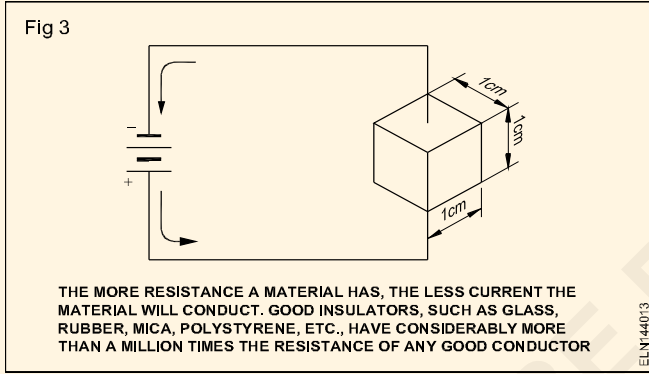 Fig 3
1cm
1cm
1cm
–
+
THE MORE RESISTANCE A MATERIAL HAS, THE LESS CURRENT THE
MATERIAL WILL CONDUCT. GOOD INSULATORS, SUCH AS GLASS,
RUBBER, MICA, POLYSTYRENE, ETC., HAVE CONSIDERABLY MORE
THAN A MILLION TIMES THE RESISTANCE OF ANY GOOD CONDUCTOR
ELN144013